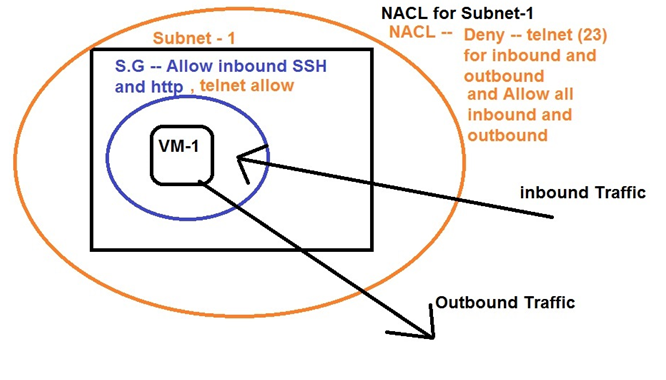 NACL for Subnet-1
NACL -- Deny -- telnet (23)
for inbound and
outbound
and Allow all
inbound and
outbound
Subnet - 1
S.G -- Allow inbound SSH
and http , telnet allow
VM-1
inbound Traffic
Outbound Traffic